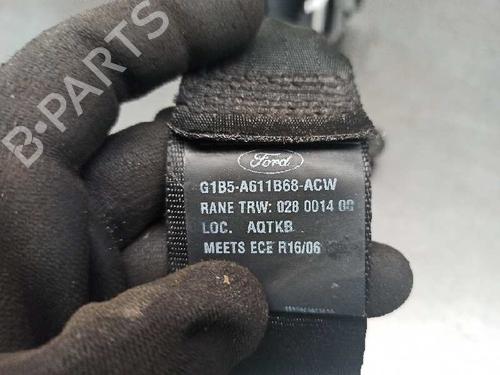 B-PARTS
Ford
G1B5-A611B68-ACW
RANE TRW: 028 0014 00
LOC. AQTKB
MEETS ECE R16/06